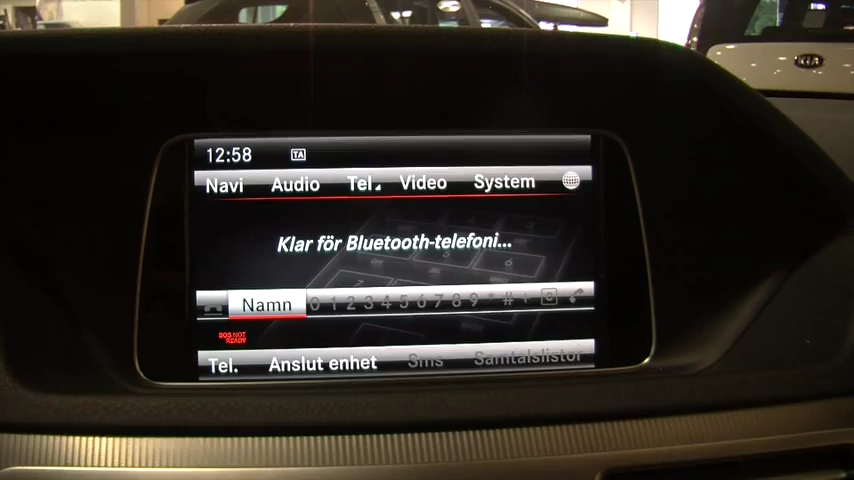 KIA
12:58 TA
Navi Audio Tel. Video System
Klar för Bluetooth-telefoni...
Namn 0 1 2 3 4 5 6 7 8 9 * # +
SOS NOT
READY
Tel. Anslut enhet Sms Samtalslistor